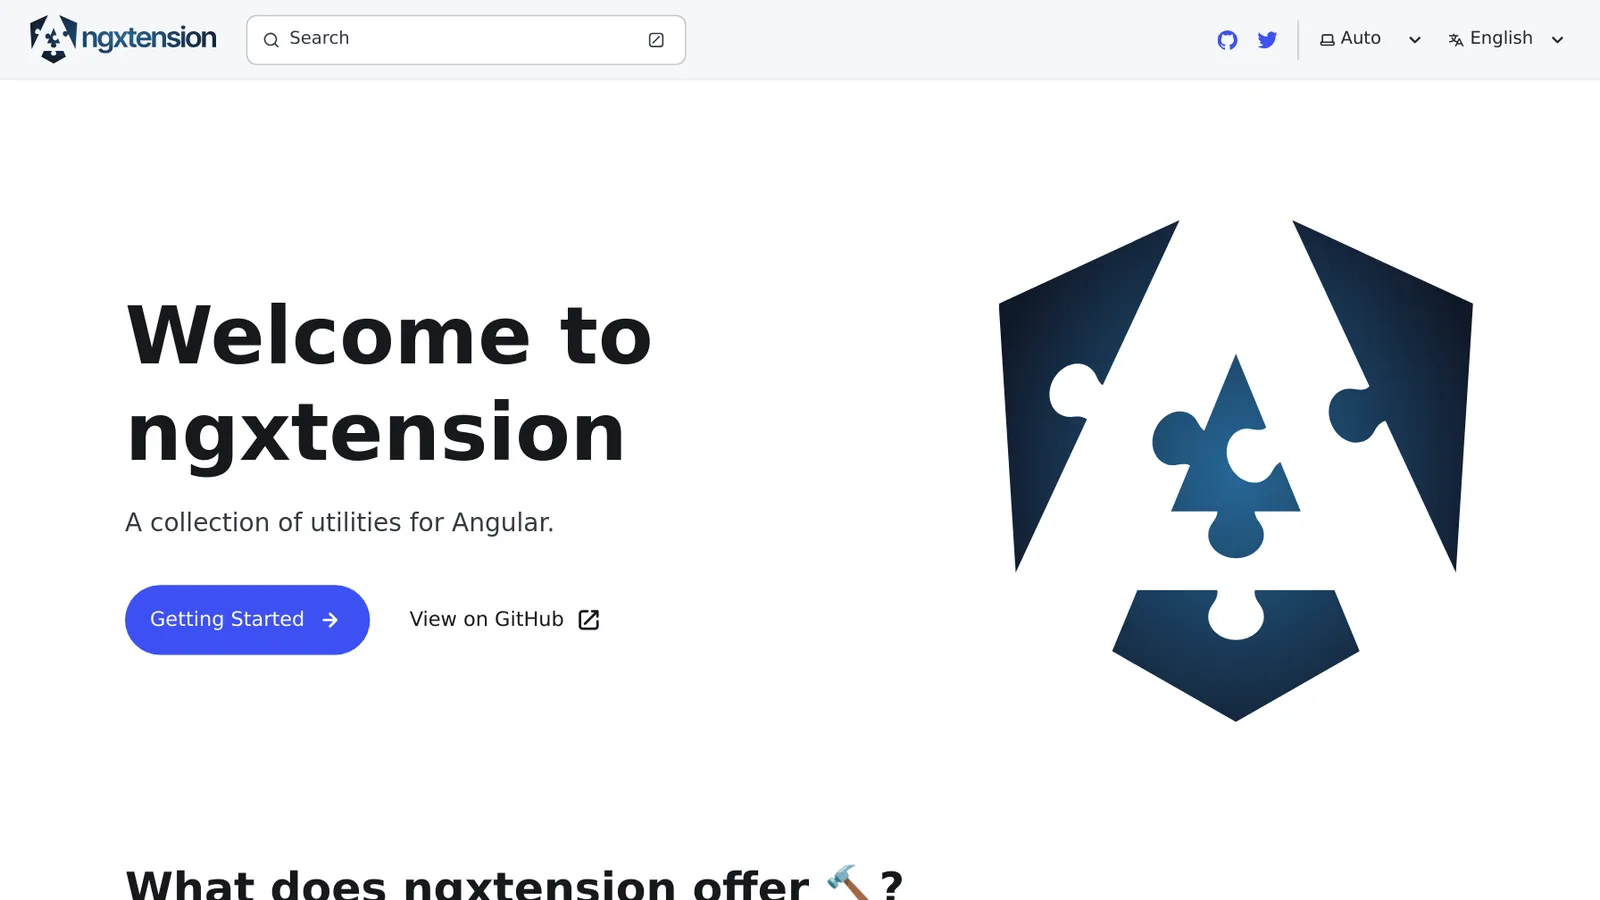 ngxtension
Search
Auto
English
Welcome to
ngxtension
A collection of utilities for Angular.
Getting Started
View on GitHub
What does ngxtension offer 🔨?